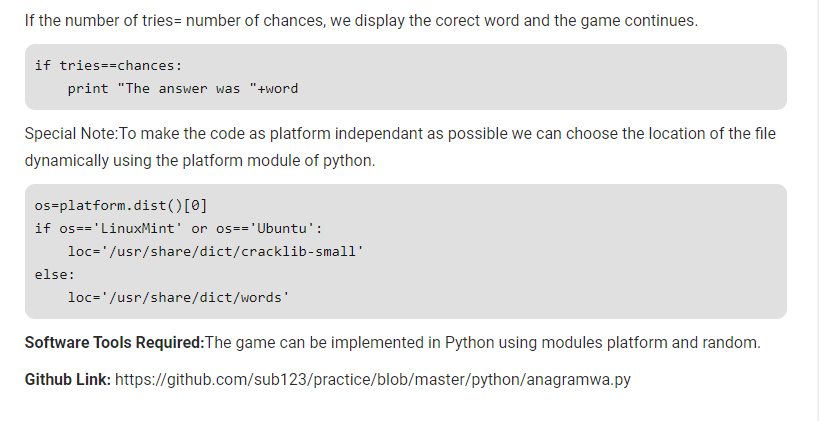 If the number of tries= number of chances, we display the corect word and the game continues.
if tries==chances:
    print "The answer was "+word
Special Note:To make the code as platform independant as possible we can choose the location of the file
dynamically using the platform module of python.
os=platform.dist()[0]
if os=='LinuxMint' or os=='Ubuntu':
    loc='/usr/share/dict/cracklib-small'
else:
    loc='/usr/share/dict/words'
Software Tools Required:The game can be implemented in Python using modules platform and random.
Github Link: https://github.com/sub123/practice/blob/master/python/anagramwa.py